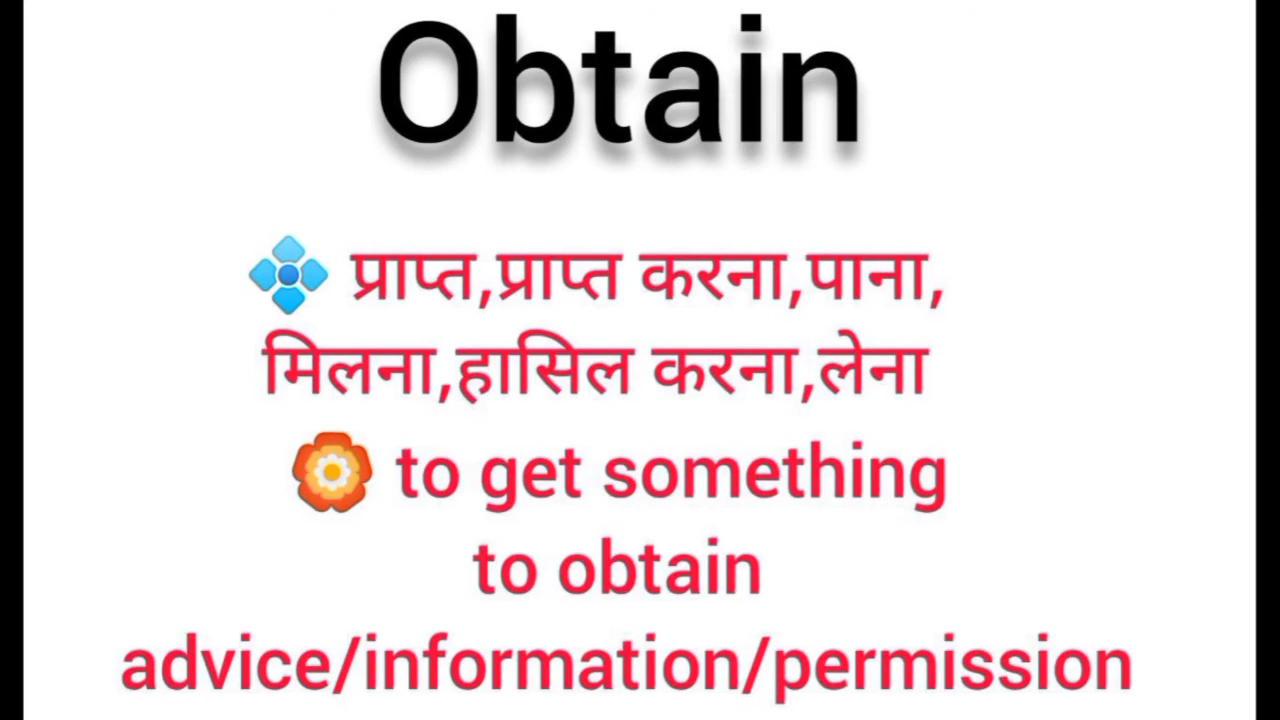 Obtain
प्राप्त,प्राप्त करना,पाना,
मिलना,हासिल करना,लेना
to get something
to obtain
advice/information/permission